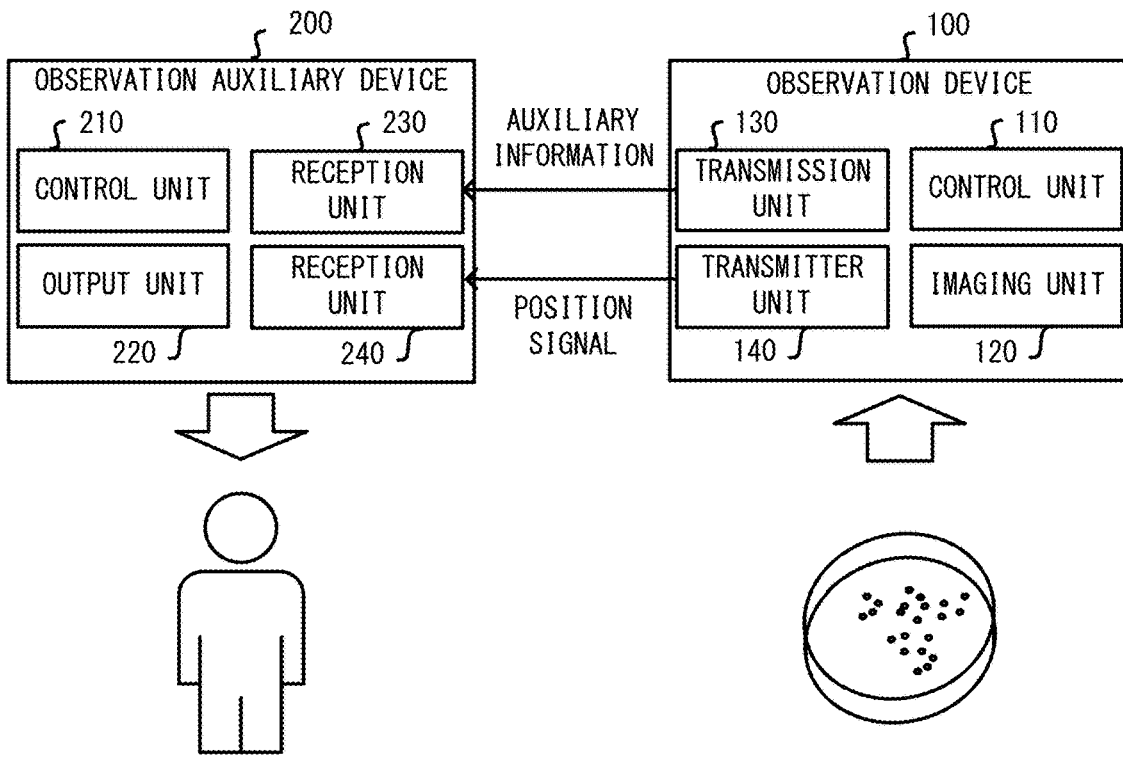 200
100
OBSERVATION AUXILIARY DEVICE
OBSERVATION DEVICE
210
230
AUXILIARY
INFORMATION
130
110
CONTROL UNIT
RECEPTION
UNIT
TRANSMISSION
UNIT
CONTROL UNIT
OUTPUT UNIT
RECEPTION
UNIT
POSITION
SIGNAL
TRANSMITTER
UNIT
IMAGING UNIT
220
240
140
120